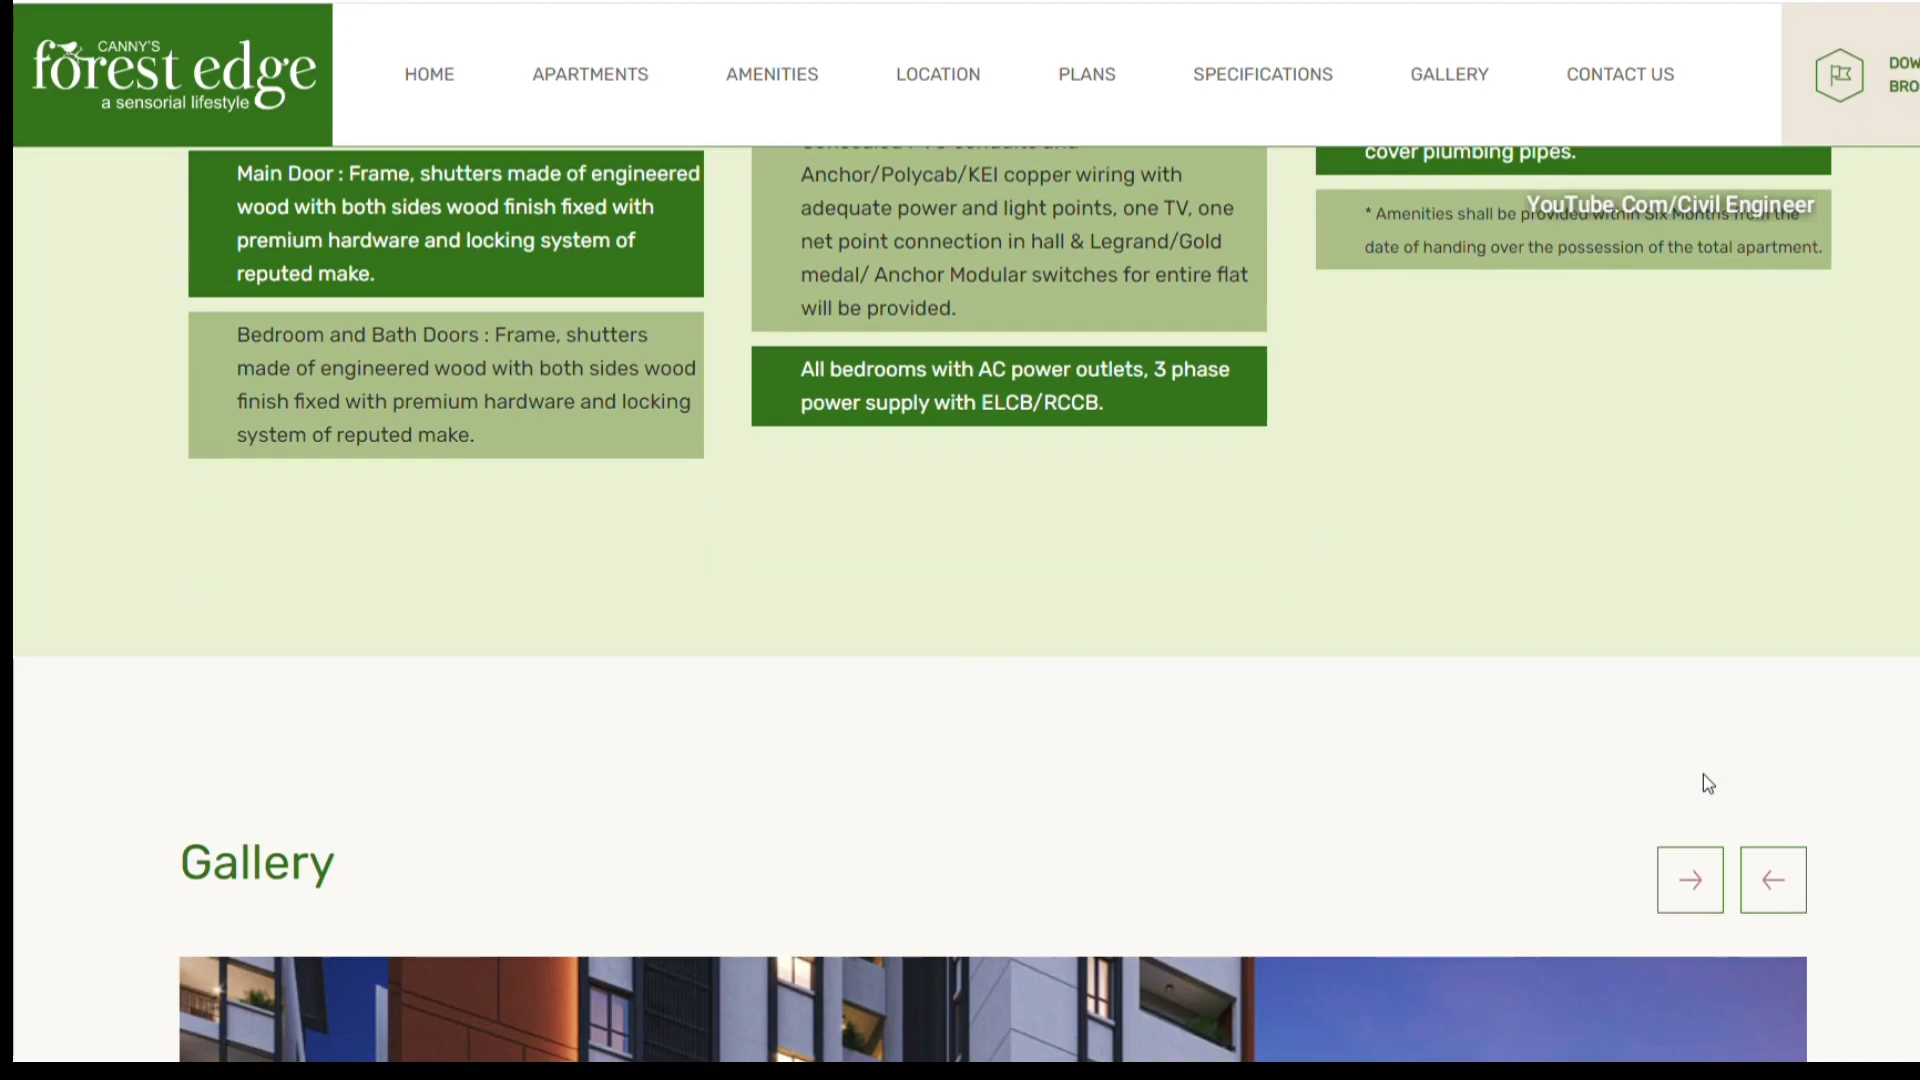 CANNY'S
forest edge
a sensorial lifestyle
HOME
APARTMENTS
AMENITIES
LOCATION
PLANS
SPECIFICATIONS
GALLERY
CONTACT US
Main Door : Frame, shutters made of engineered
wood with both sides wood finish fixed with
premium hardware and locking system of
reputed make.
Bedroom and Bath Doors : Frame, shutters
made of engineered wood with both sides wood
finish fixed with premium hardware and locking
system of reputed make.
Anchor/Polycab/KEI copper wiring with
adequate power and light points, one TV, one
net point connection in hall & Legrand/Gold
medal/ Anchor Modular switches for entire flat
will be provided.
All bedrooms with AC power outlets, 3 phase
power supply with ELCB/RCCB.
cover plumbing pipes.
YouTube.Com/Civil Engineer
* Amenities shall be provided within Six Months from the
date of handing over the possession of the total apartment.
Gallery